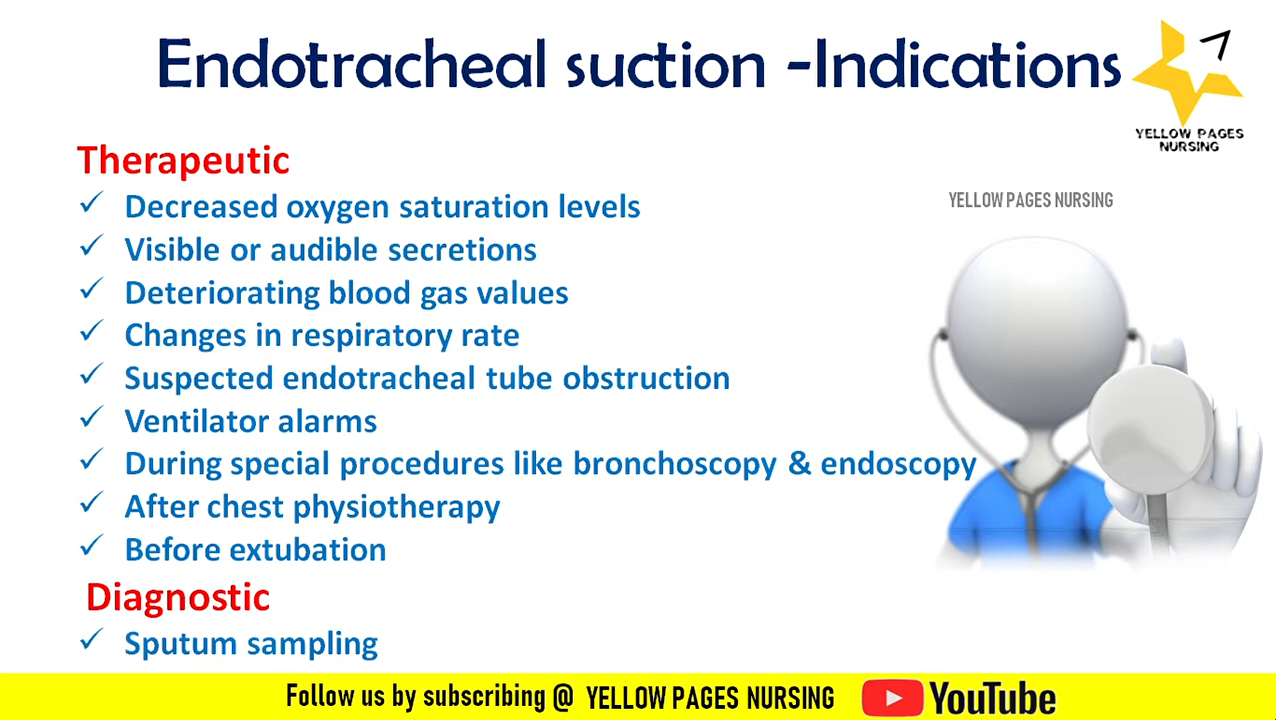 Endotracheal suction -Indications
YELLOW PAGES
NURSING
Therapeutic
YELLOW PAGES NURSING
✓ Decreased oxygen saturation levels
✓ Visible or audible secretions
✓ Deteriorating blood gas values
✓ Changes in respiratory rate
✓ Suspected endotracheal tube obstruction
✓ Ventilator alarms
✓ During special procedures like bronchoscopy & endoscopy
✓ After chest physiotherapy
✓ Before extubation
Diagnostic
✓ Sputum sampling
Follow us by subscribing @ YELLOW PAGES NURSING YouTube